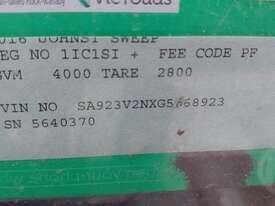 VicRoads
2016 JOHNST SWEEP
REG NO 1IC1SI + FEE CODE PF
GVM 4000 TARE 2800
VIN NO SA923V2NXG5668923
SN 5640370